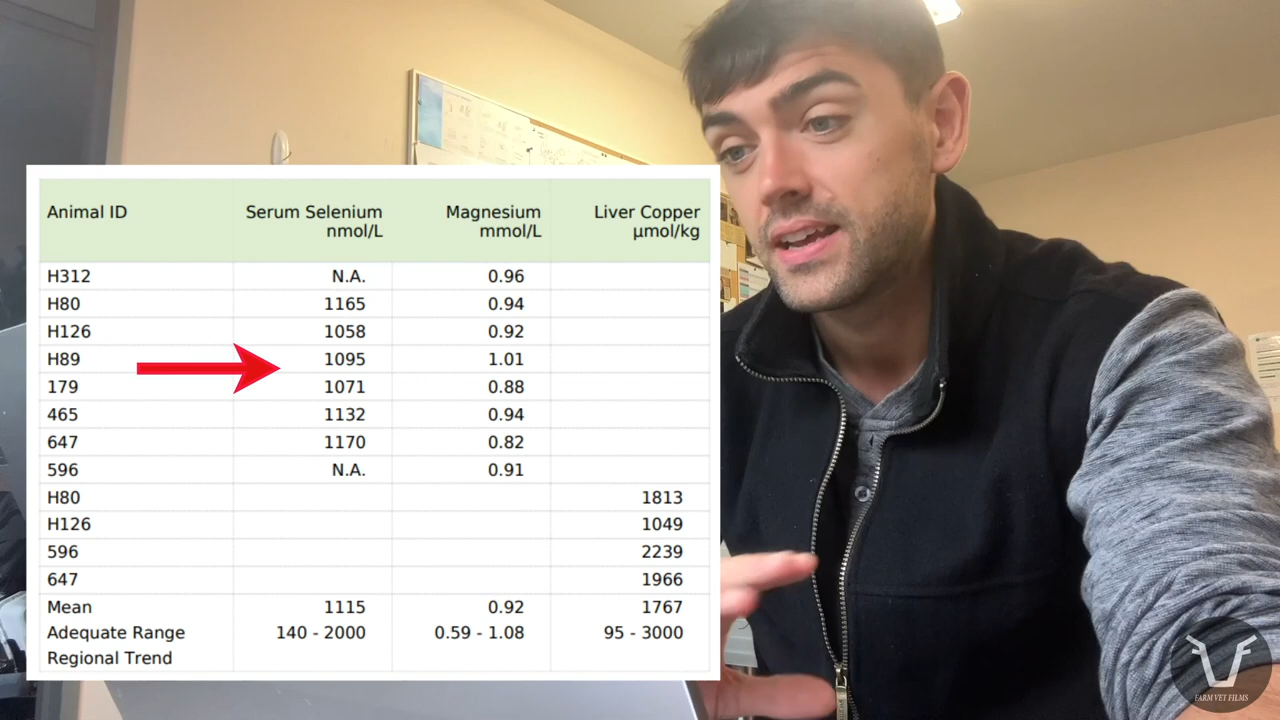 Animal ID Serum Selenium Magnesium Liver Copper
nmol/L mmol/L µmol/kg
H312 N.A. 0.96
H80 1165 0.94
H126 1058 0.92
H89 1095 1.01
179 1071 0.88
465 1132 0.94
647 1170 0.82
596 N.A. 0.91
H80 1813
H126 1049
596 2239
647 1966
Mean 1115 0.92 1767
Adequate Range 140 - 2000 0.59 - 1.08 95 - 3000
Regional Trend
FARM VET FILMS